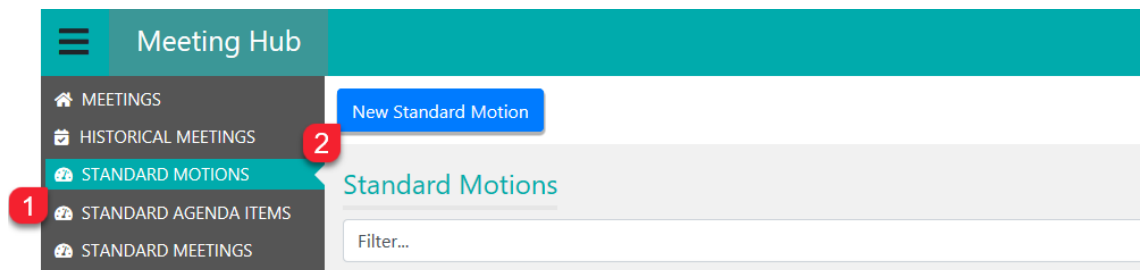 Meeting Hub
MEETINGS
HISTORICAL MEETINGS
2
STANDARD MOTIONS
1
STANDARD AGENDA ITEMS
STANDARD MEETINGS
New Standard Motion
Standard Motions
Filter...